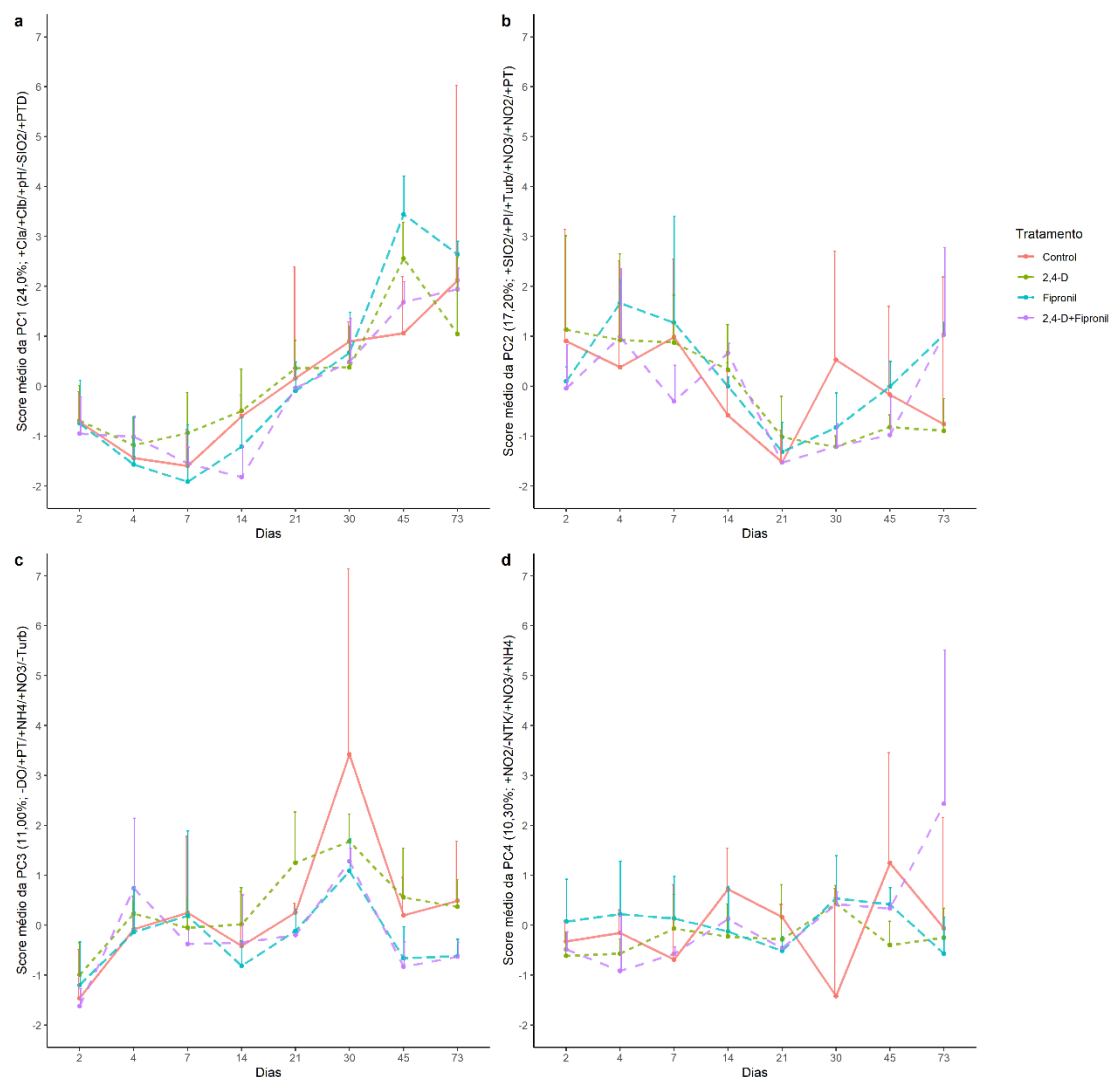 a
Score médio da PC1 (24,0%; +Cla/+Clb/+pH/-SIO2/+PTD)
7
6
5
4
3
2
1
0
-1
-2
2 4 7 14 21 30 45 73
Dias
b
Score médio da PC2 (17,20%; +SIO2/+PI/+Turb/+NO3/+NO2/+PT)
7
6
5
4
3
2
1
0
-1
-2
2 4 7 14 21 30 45 73
Dias
Tratamento
Control
2,4-D
Fipronil
2,4-D+Fipronil
c
Score médio da PC3 (11,00%; -DO/+PT/+NH4/+NO3/-Turb)
7
6
5
4
3
2
1
0
-1
-2
2 4 7 14 21 30 45 73
Dias
d
Score médio da PC4 (10,30%; +NO2/-NTK/+NO3/+NH4)
7
6
5
4
3
2
1
0
-1
-2
2 4 7 14 21 30 45 73
Dias